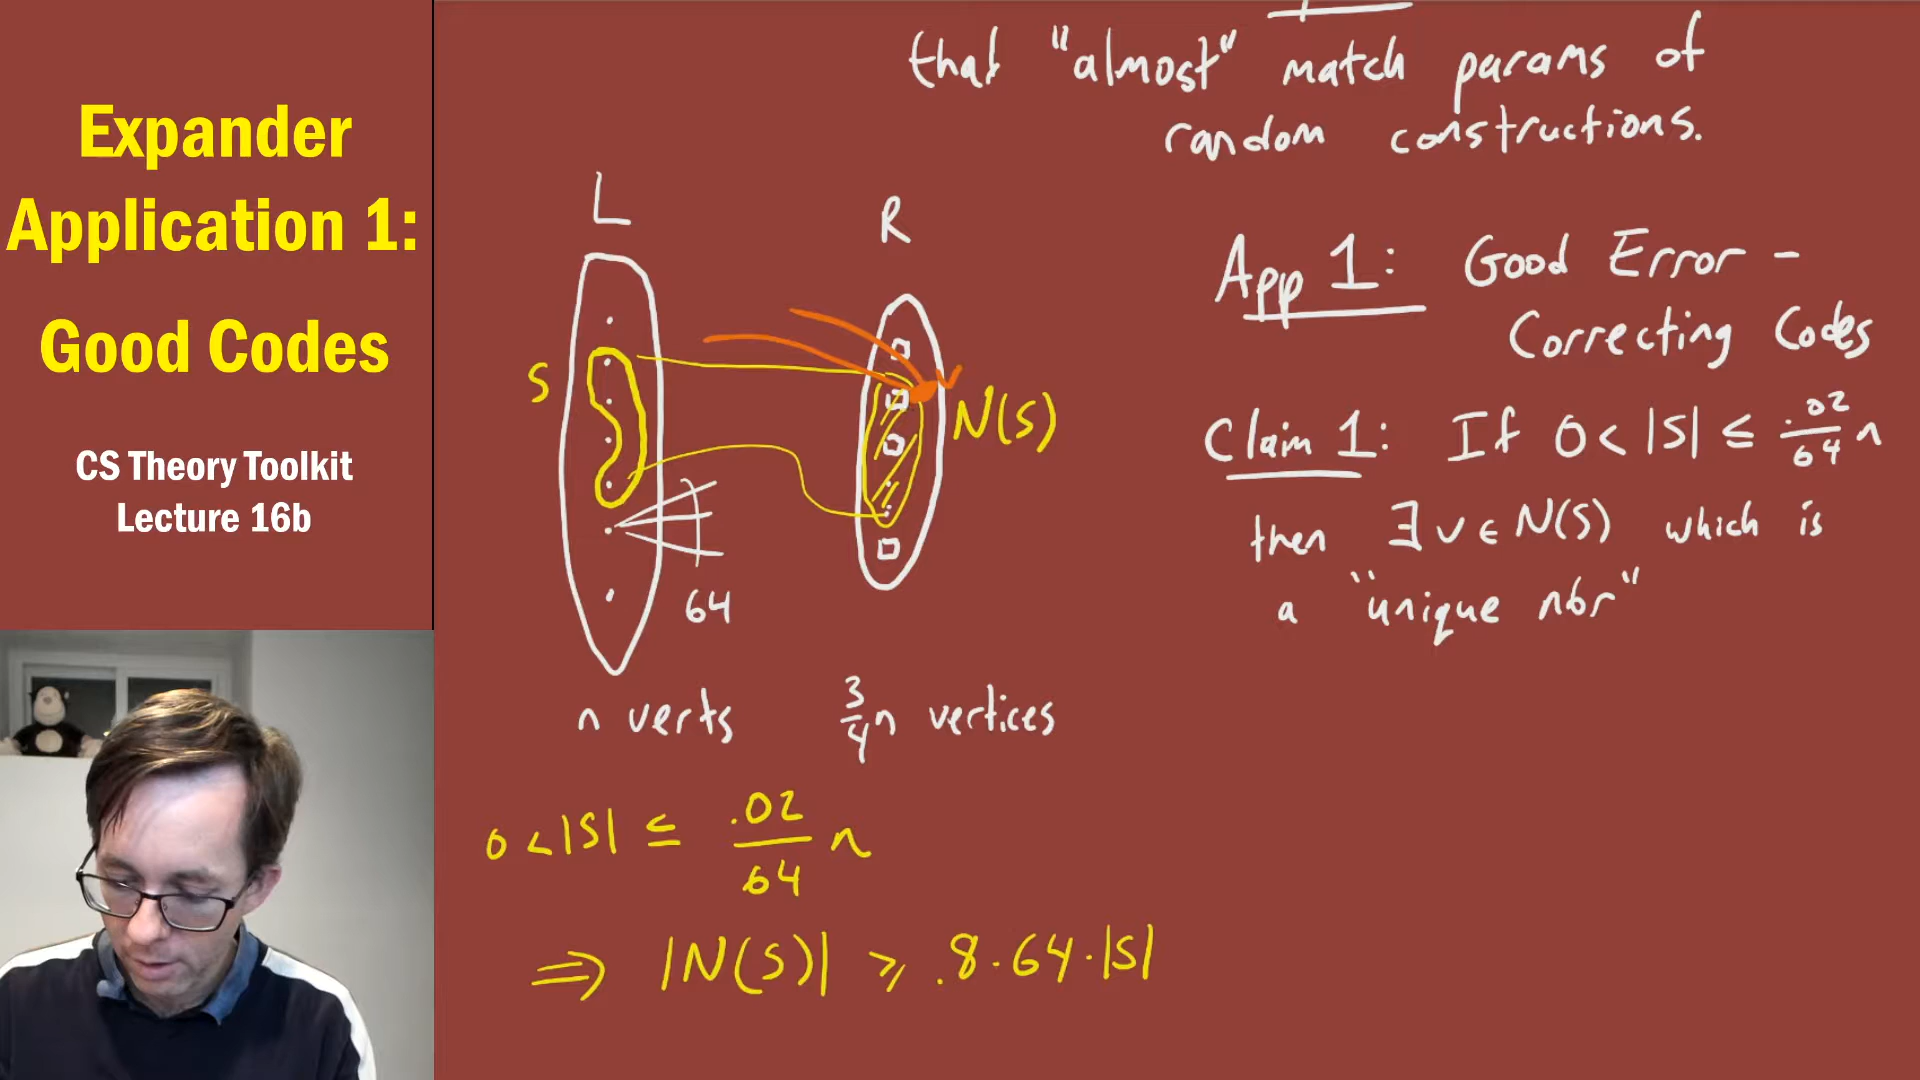 Expander
Application 1:
Good Codes
CS Theory Toolkit
Lecture 16b
that "almost" match params of
random constructions.
L
R
App 1: Good Error-
Correcting Codes
S
N(S)
v
Claim 1: If 0 < |S| ≤ .02/64 n
then ∃ v ∈ N(S) which is
a "unique nbr"
64
n verts
3/4 n vertices
0 < |S| ≤ .02/64 n
⇒ |N(S)| ≥ .8·64·|S|